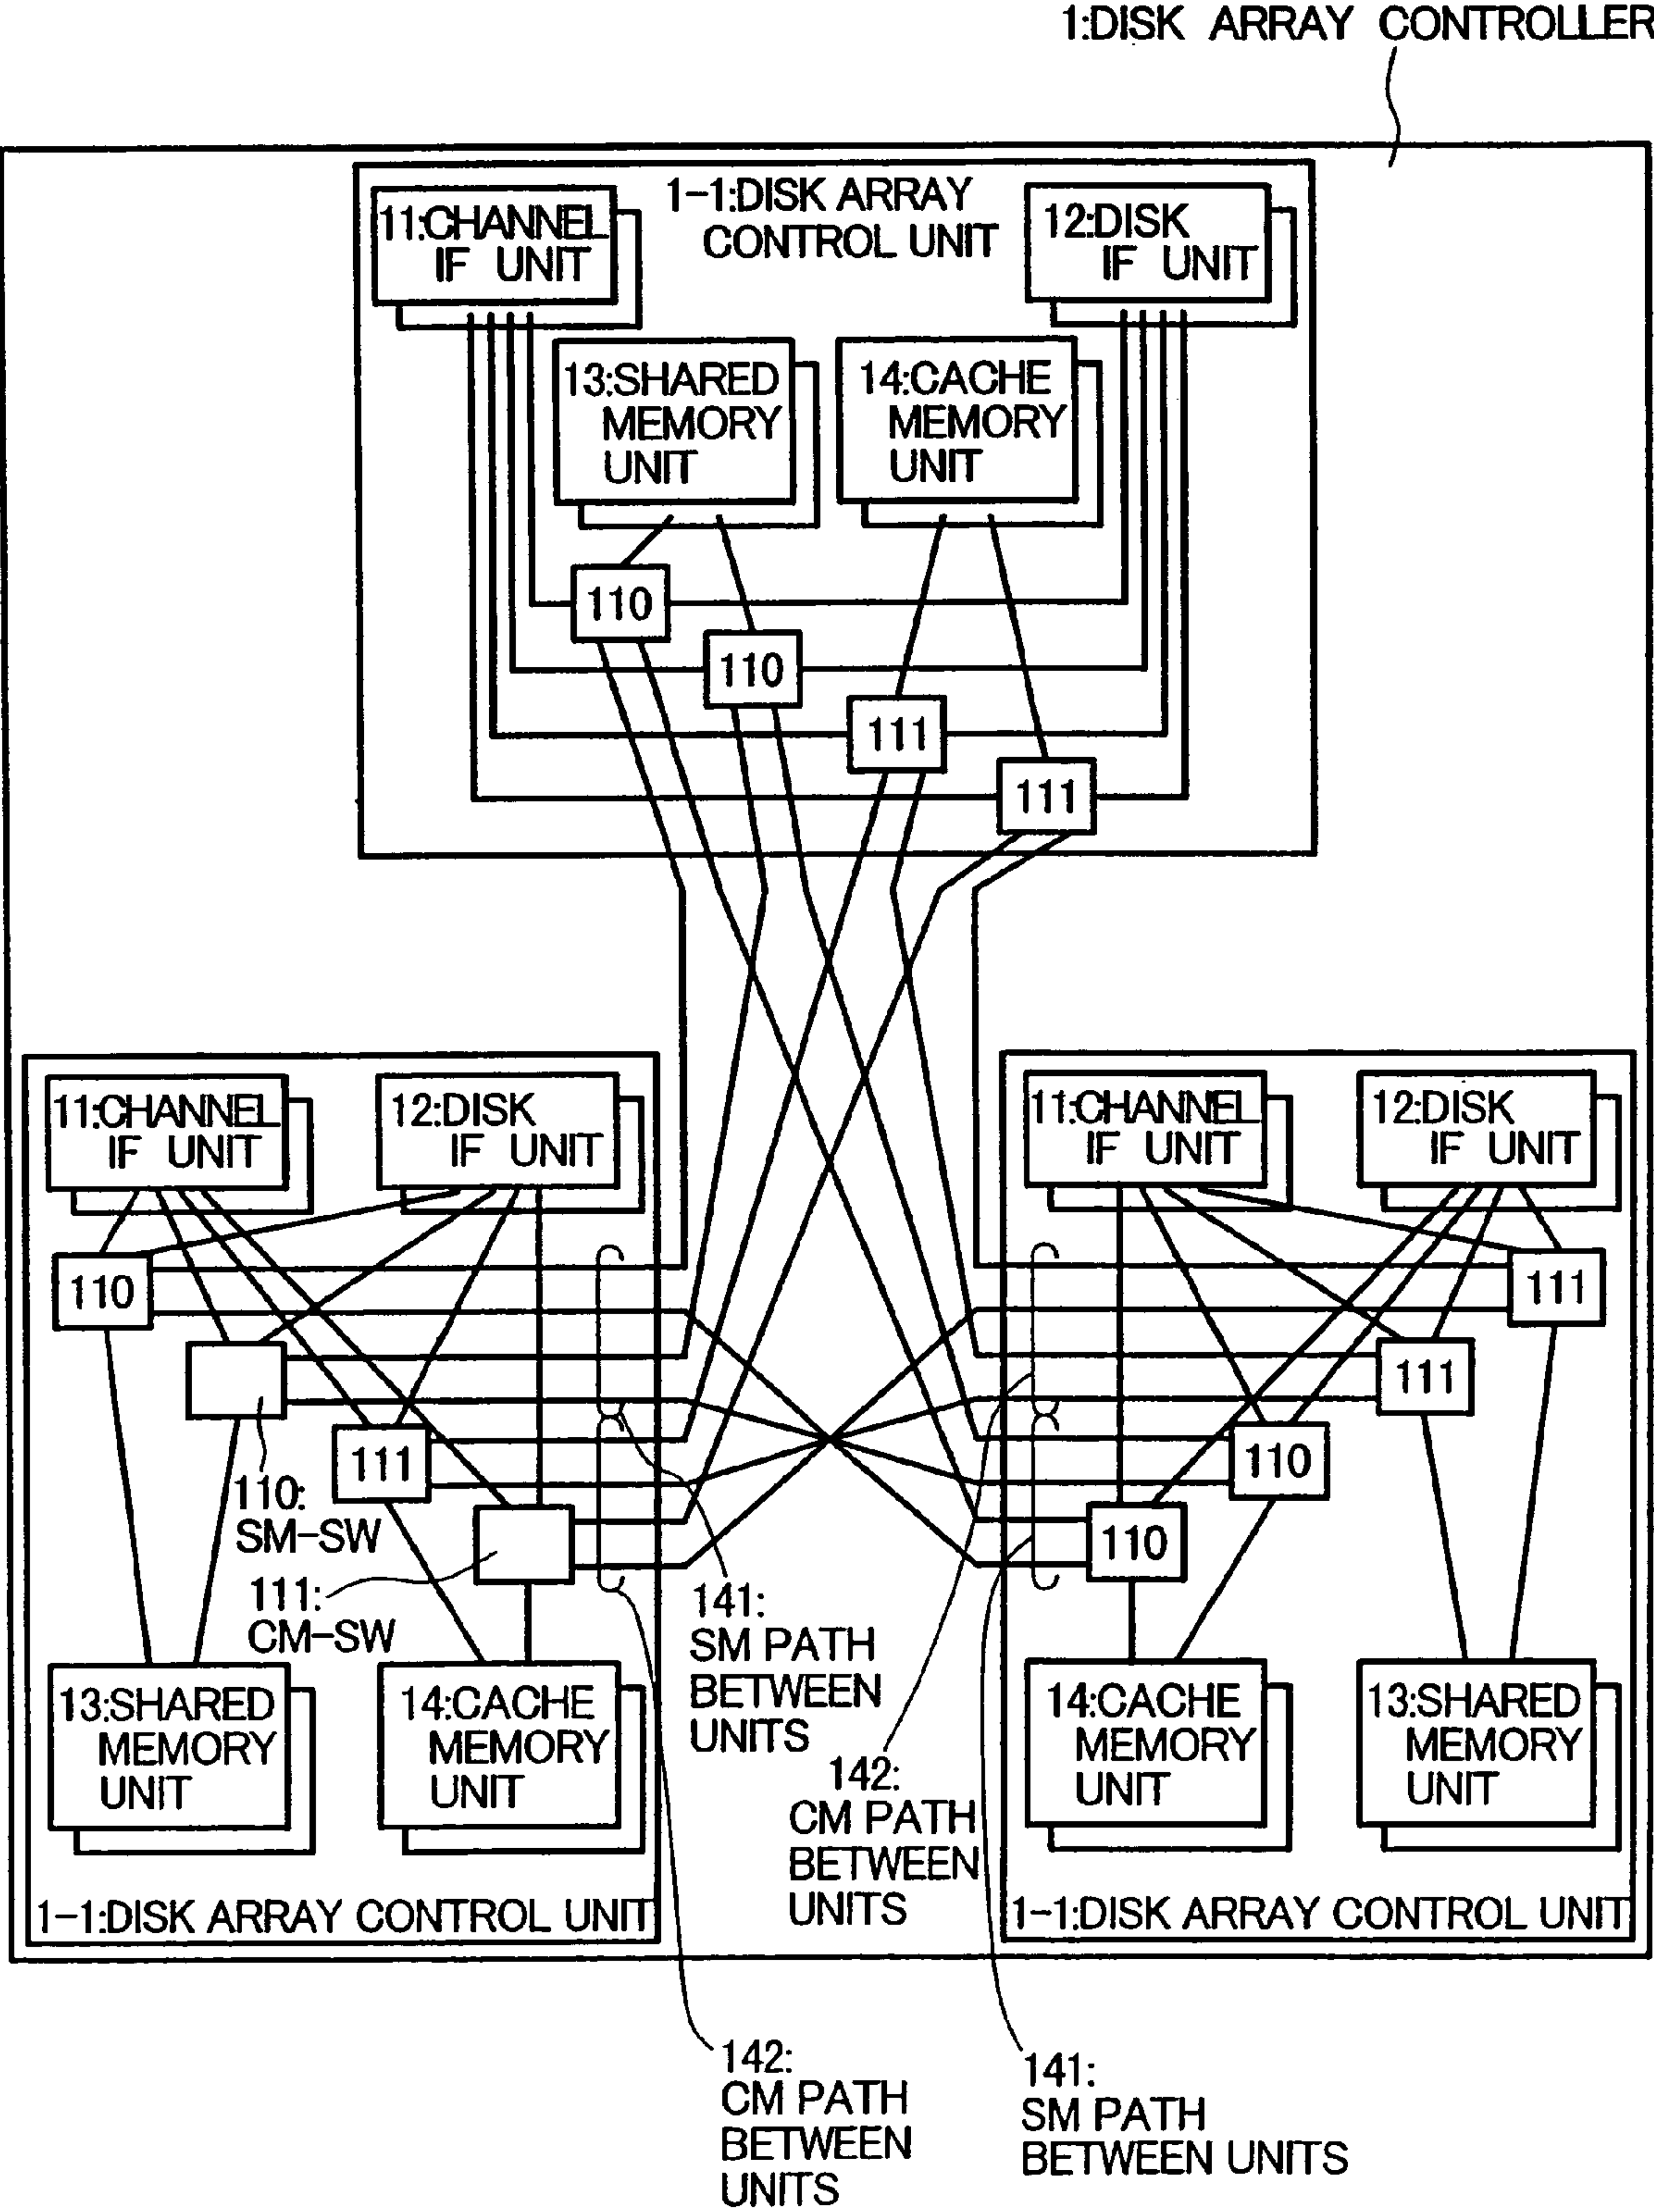 1:DISK ARRAY CONTROLLER
1-1:DISK ARRAY
CONTROL UNIT
11:CHANNEL
IF UNIT
12:DISK
IF UNIT
13:SHARED
MEMORY
UNIT
14:CACHE
MEMORY
UNIT
110
110
111
111
11:CHANNEL
IF UNIT
12:DISK
IF UNIT
110
111
110:
SM-SW
111:
CM-SW
13:SHARED
MEMORY
UNIT
14:CACHE
MEMORY
UNIT
1-1:DISK ARRAY CONTROL UNIT
141:
SM PATH
BETWEEN
UNITS
142:
CM PATH
BETWEEN
UNITS
11:CHANNEL
IF UNIT
12:DISK
IF UNIT
111
111
110
110
14:CACHE
MEMORY
UNIT
13:SHARED
MEMORY
UNIT
1-1:DISK ARRAY CONTROL UNIT
142:
CM PATH
BETWEEN
UNITS
141:
SM PATH
BETWEEN UNITS